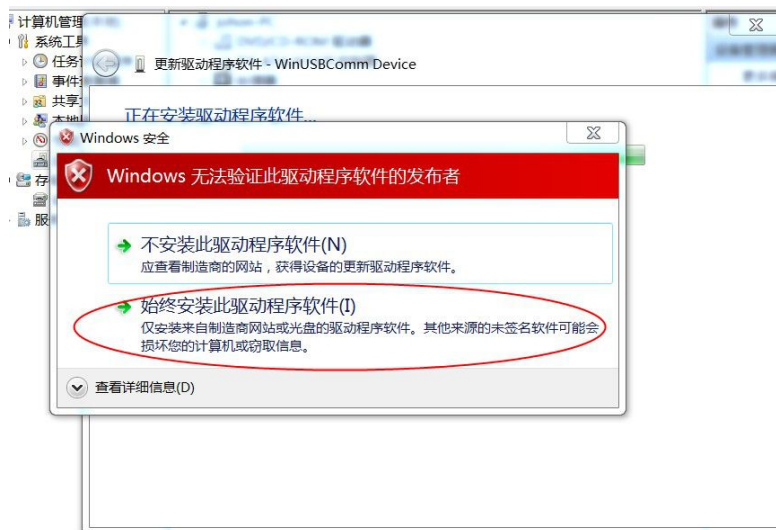 计算机管理
系统工具
任务
事件
共享
更新驱动程序软件 - WinUSBComm Device
正在安装驱动程序软件...
Windows 安全
Windows 无法验证此驱动程序软件的发布者
存
服
不安装此驱动程序软件(N)
应查看制造商的网站，获得设备的更新驱动程序软件。
始终安装此驱动程序软件(I)
仅安装来自制造商网站或光盘的驱动程序软件。其他来源的未签名软件可能会
损坏您的计算机或窃取信息。
查看详细信息(D)